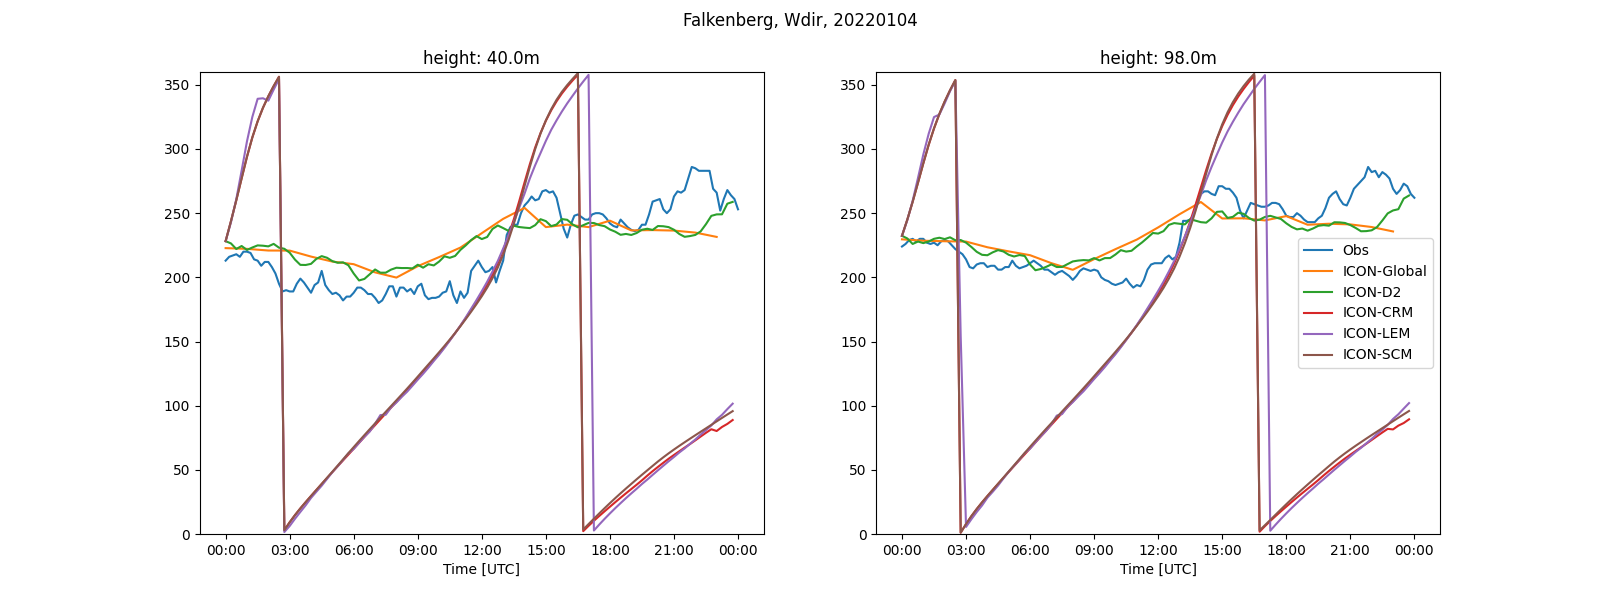 Falkenberg, Wdir, 20220104
height: 40.0m
350
300
250
200
150
100
50
0
00:00 03:00 06:00 09:00 12:00 15:00 18:00 21:00 00:00
Time [UTC]
height: 98.0m
350
300
250
200
150
100
50
0
Obs
ICON-Global
ICON-D2
ICON-CRM
ICON-LEM
ICON-SCM
00:00 03:00 06:00 09:00 12:00 15:00 18:00 21:00 00:00
Time [UTC]